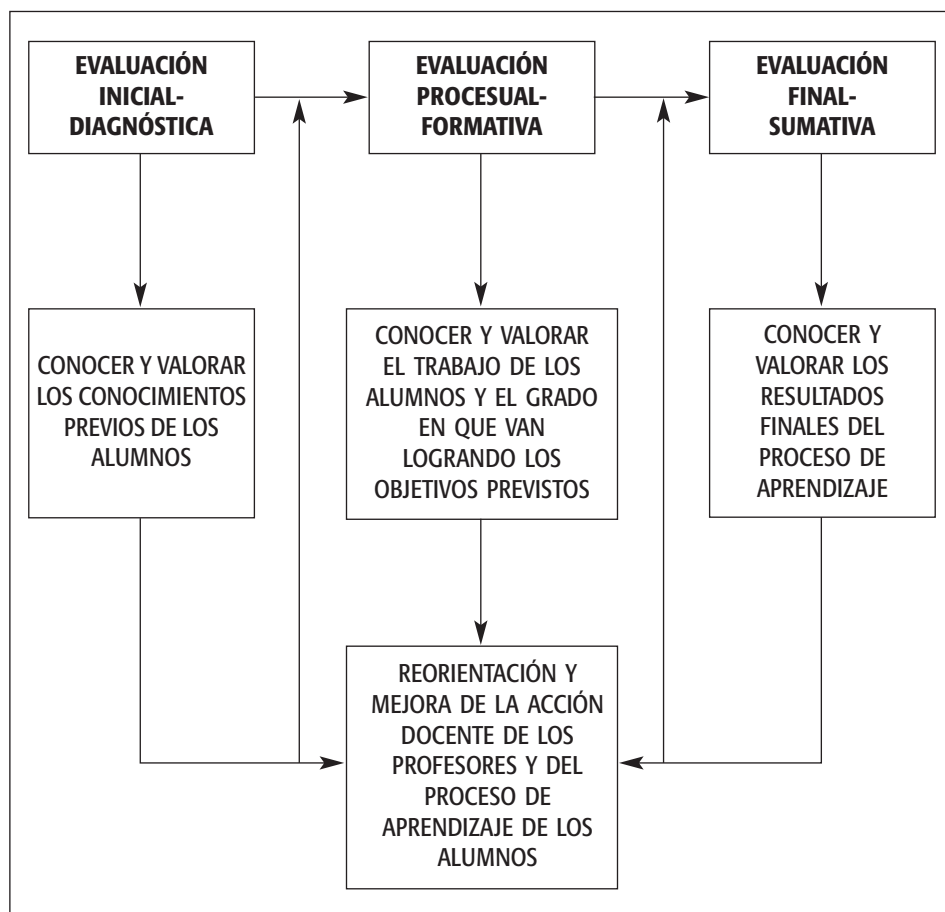 EVALUACIÓN
INICIAL-
DIAGNÓSTICA
EVALUACIÓN
PROCESUAL-
FORMATIVA
EVALUACIÓN
FINAL-
SUMATIVA
CONOCER Y VALORAR
LOS CONOCIMIENTOS
PREVIOS DE LOS
ALUMNOS
CONOCER Y VALORAR
EL TRABAJO DE LOS
ALUMNOS Y EL GRADO
EN QUE VAN
LOGRANDO LOS
OBJETIVOS PREVISTOS
CONOCER Y
VALORAR LOS
RESULTADOS
FINALES DEL
PROCESO DE
APRENDIZAJE
REORIENTACIÓN Y
MEJORA DE LA ACCIÓN
DOCENTE DE LOS
PROFESORES Y DEL
PROCESO DE
APRENDIZAJE DE LOS
ALUMNOS